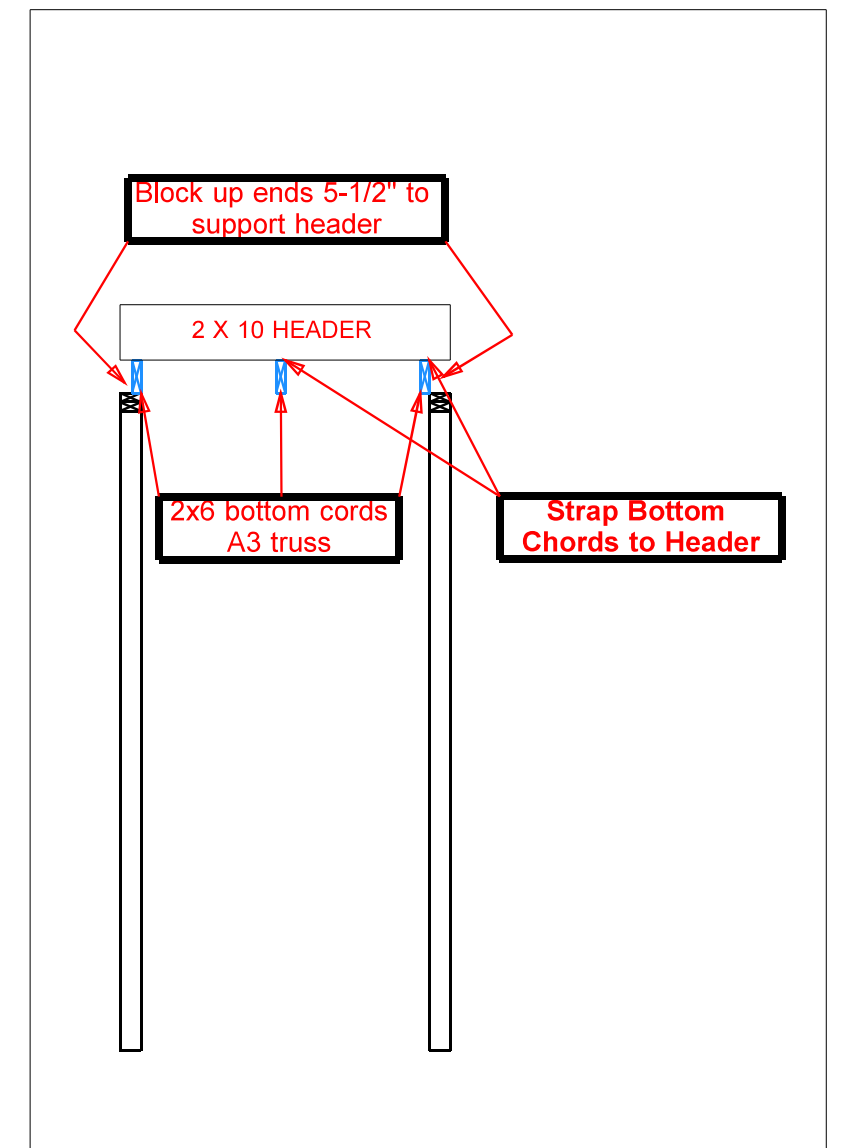 Block up ends 5-1/2" to
support header
2 X 10 HEADER
2x6 bottom cords
A3 truss
Strap Bottom
Chords to Header